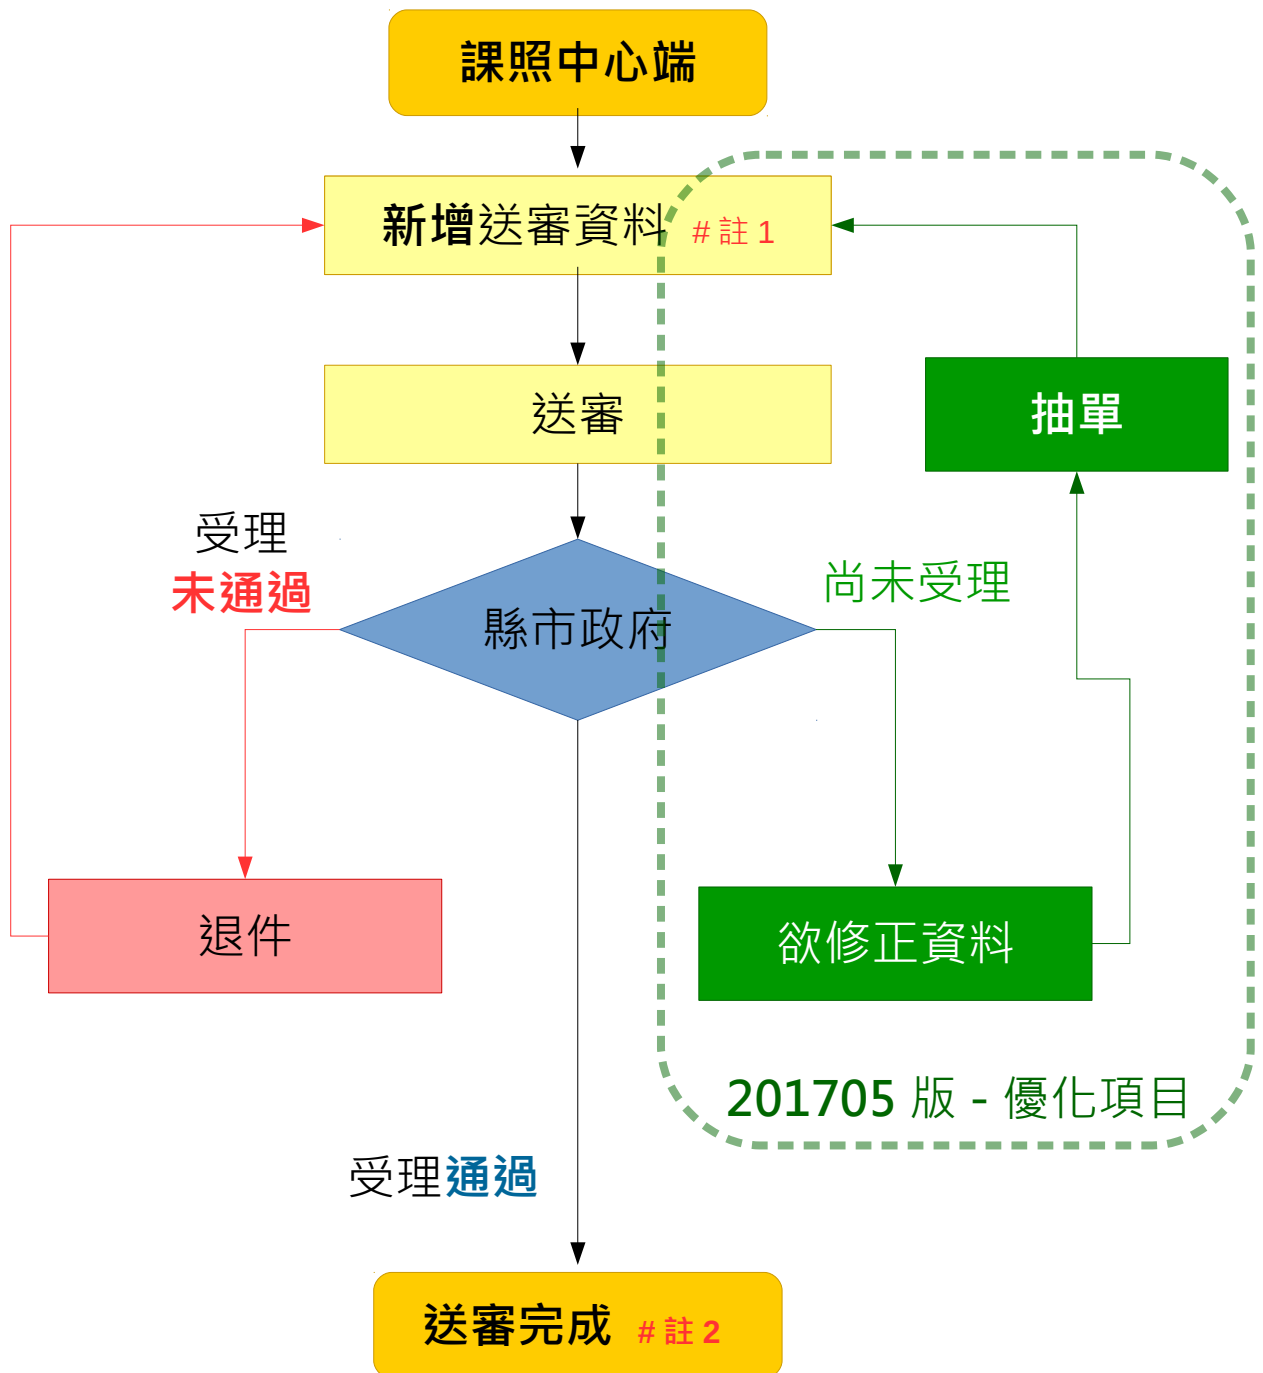 課照中心端
新增送審資料 # 註 1
送審
抽單
受理
未通過
尚未受理
縣市政府
退件
欲修正資料
201705 版 - 優化項目
受理通過
送審完成 # 註 2